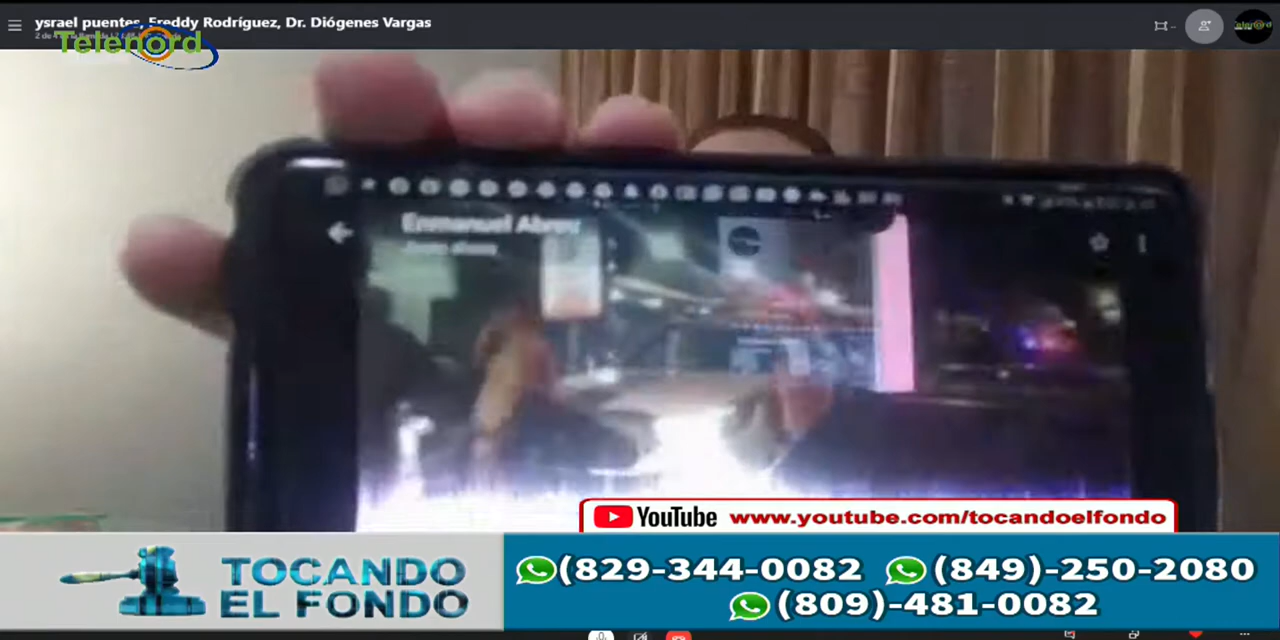 ysrael puentes, Freddy Rodríguez, Dr. Diógenes Vargas
Telenord
Enmanuel Abreu
YouTube www.youtube.com/tocandoelfondo
TOCANDO
EL FONDO
(829-344-0082 (849)-250-2080
(809)-481-0082